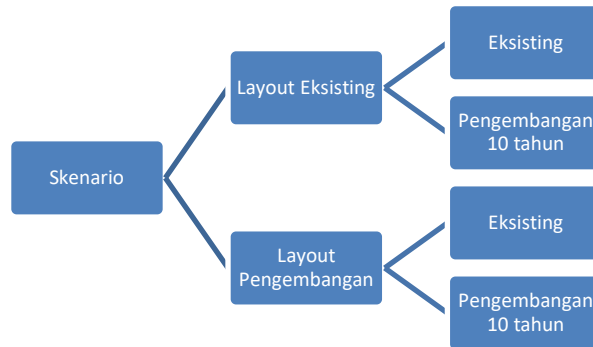 Skenario
Layout Eksisting
Eksisting
Pengembangan
10 tahun
Layout
Pengembangan
Eksisting
Pengembangan
10 tahun